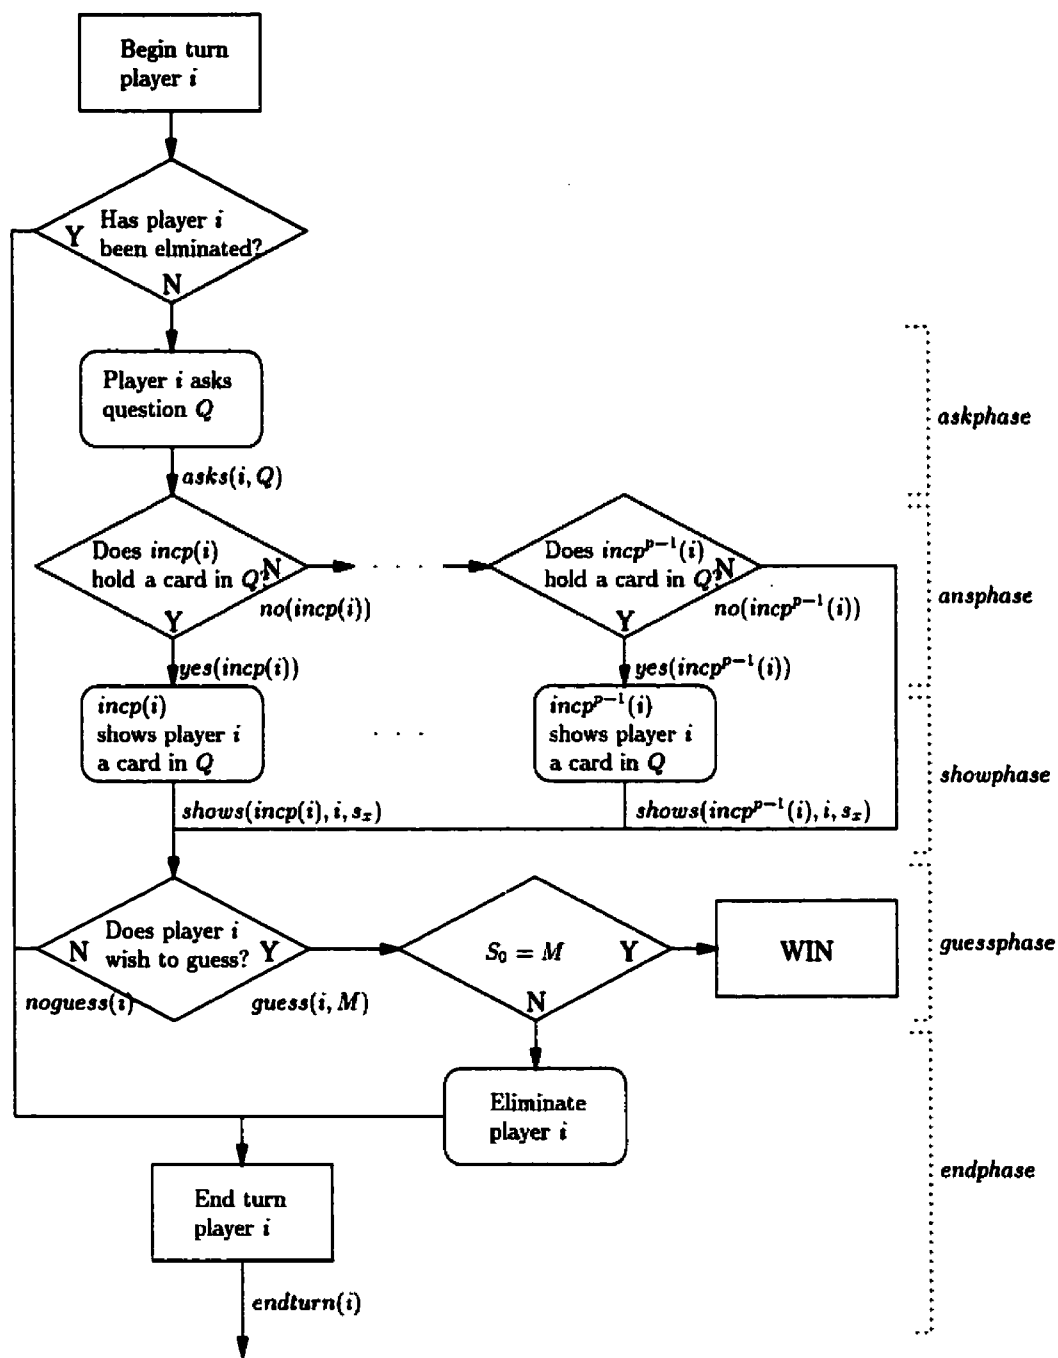 Begin turn
player i
Has player i
been elminated?
Y
N
Player i asks
question Q
askphase
asks(i, Q)
Does incp(i)
hold a card in Q?
N
Y
no(incp(i))
. . . .
Does incp^{p−1}(i)
hold a card in Q?
N
Y
no(incp^{p−1}(i))
ansphase
yes(incp(i))
yes(incp^{p−1}(i))
incp(i)
shows player i
a card in Q
. . . .
incp^{p−1}(i)
shows player i
a card in Q
showphase
shows(incp(i), i, s_x)
shows(incp^{p−1}(i), i, s_x)
Does player i
wish to guess?
N
Y
S_0 = M
Y
N
WIN
guessphase
noguess(i)
guess(i, M)
Eliminate
player i
endphase
End turn
player i
endturn(i)